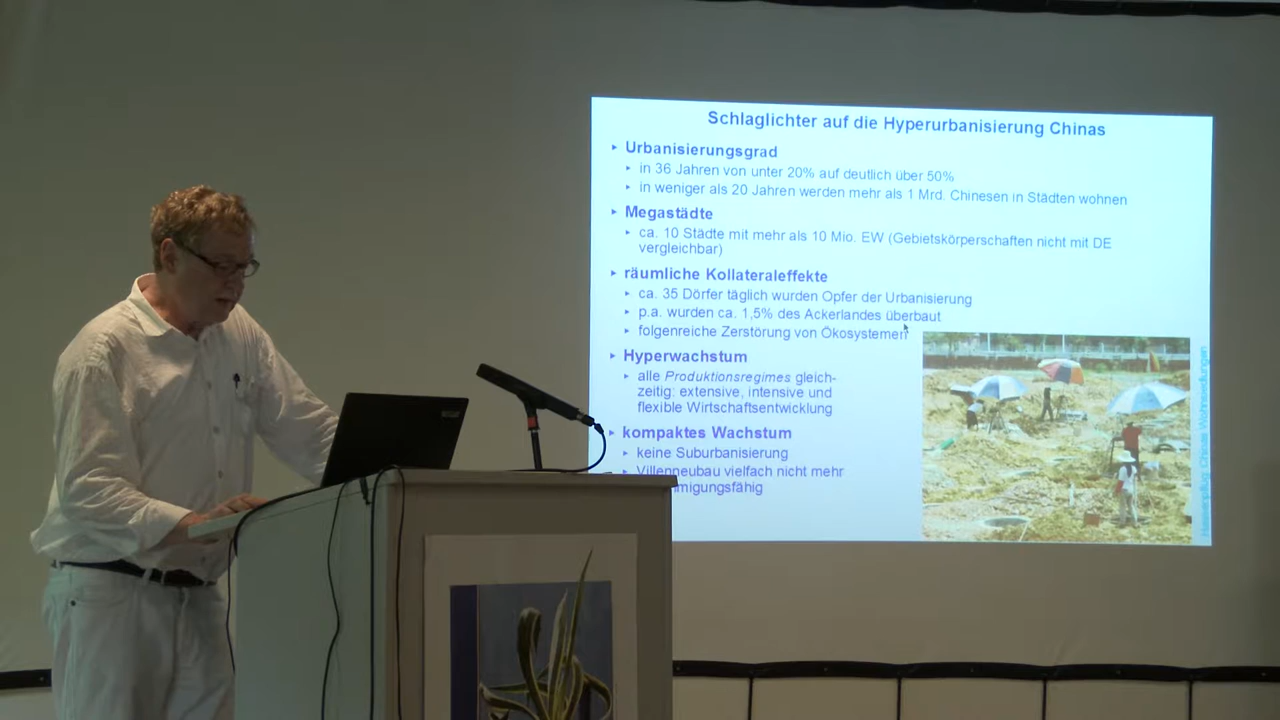 Schlaglichter auf die Hyperurbanisierung Chinas
Urbanisierungsgrad
in 36 Jahren von unter 20% auf deutlich über 50%
in weniger als 20 Jahren werden mehr als 1 Mrd. Chinesen in Städten wohnen
Megastädte
ca. 10 Städte mit mehr als 10 Mio. EW (Gebietskörperschaften nicht mit DE
vergleichbar)
räumliche Kollateraleffekte
ca. 35 Dörfer täglich wurden Opfer der Urbanisierung
p.a. wurden ca. 1,5% des Ackerlandes überbaut
folgenreiche Zerstörung von Ökosystemen
Hyperwachstum
alle Produktionsregimes gleich-
zeitig: extensive, intensive und
flexible Wirtschaftsentwicklung
kompaktes Wachstum
keine Suburbanisierung
Villenneubau vielfach nicht mehr
migungsfähig
Hassenpflug: Chinas Wohnsiedlungen